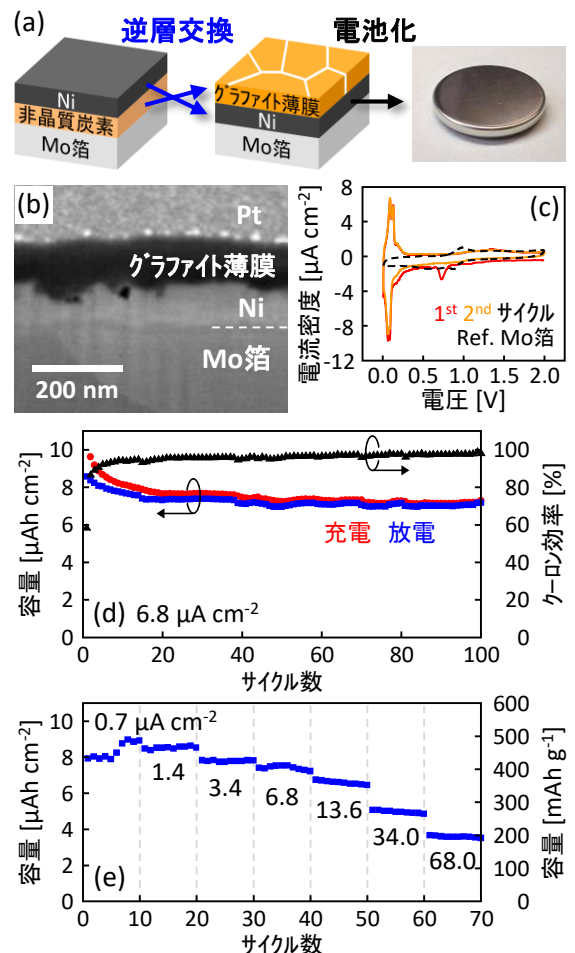 (a)
逆層交換
電池化
Ni
非晶質炭素
Mo箔
グラファイト薄膜
Ni
Mo箔
(b)
Pt
グラファイト薄膜
Ni
Mo箔
200 nm
(c)
電流密度 [μA cm-2]
8
4
0
-4
-8
-12
1st 2nd サイクル
Ref. Mo箔
0.0 0.5 1.0 1.5 2.0
電圧 [V]
容量 [μAh cm-2]
10
8
6
4
2
0
充電 放電
(d) 6.8 μA cm-2
100
80
60
40
20
0
クーロン効率 [%]
0 20 40 60 80 100
サイクル数
容量 [μAh cm-2]
10
8
6
4
2
0
0.7 μA cm-2
1.4
3.4
6.8
13.6
34.0
68.0
(e)
600
500
400
300
200
100
0
容量 [mAh g-1]
0 10 20 30 40 50 60 70
サイクル数